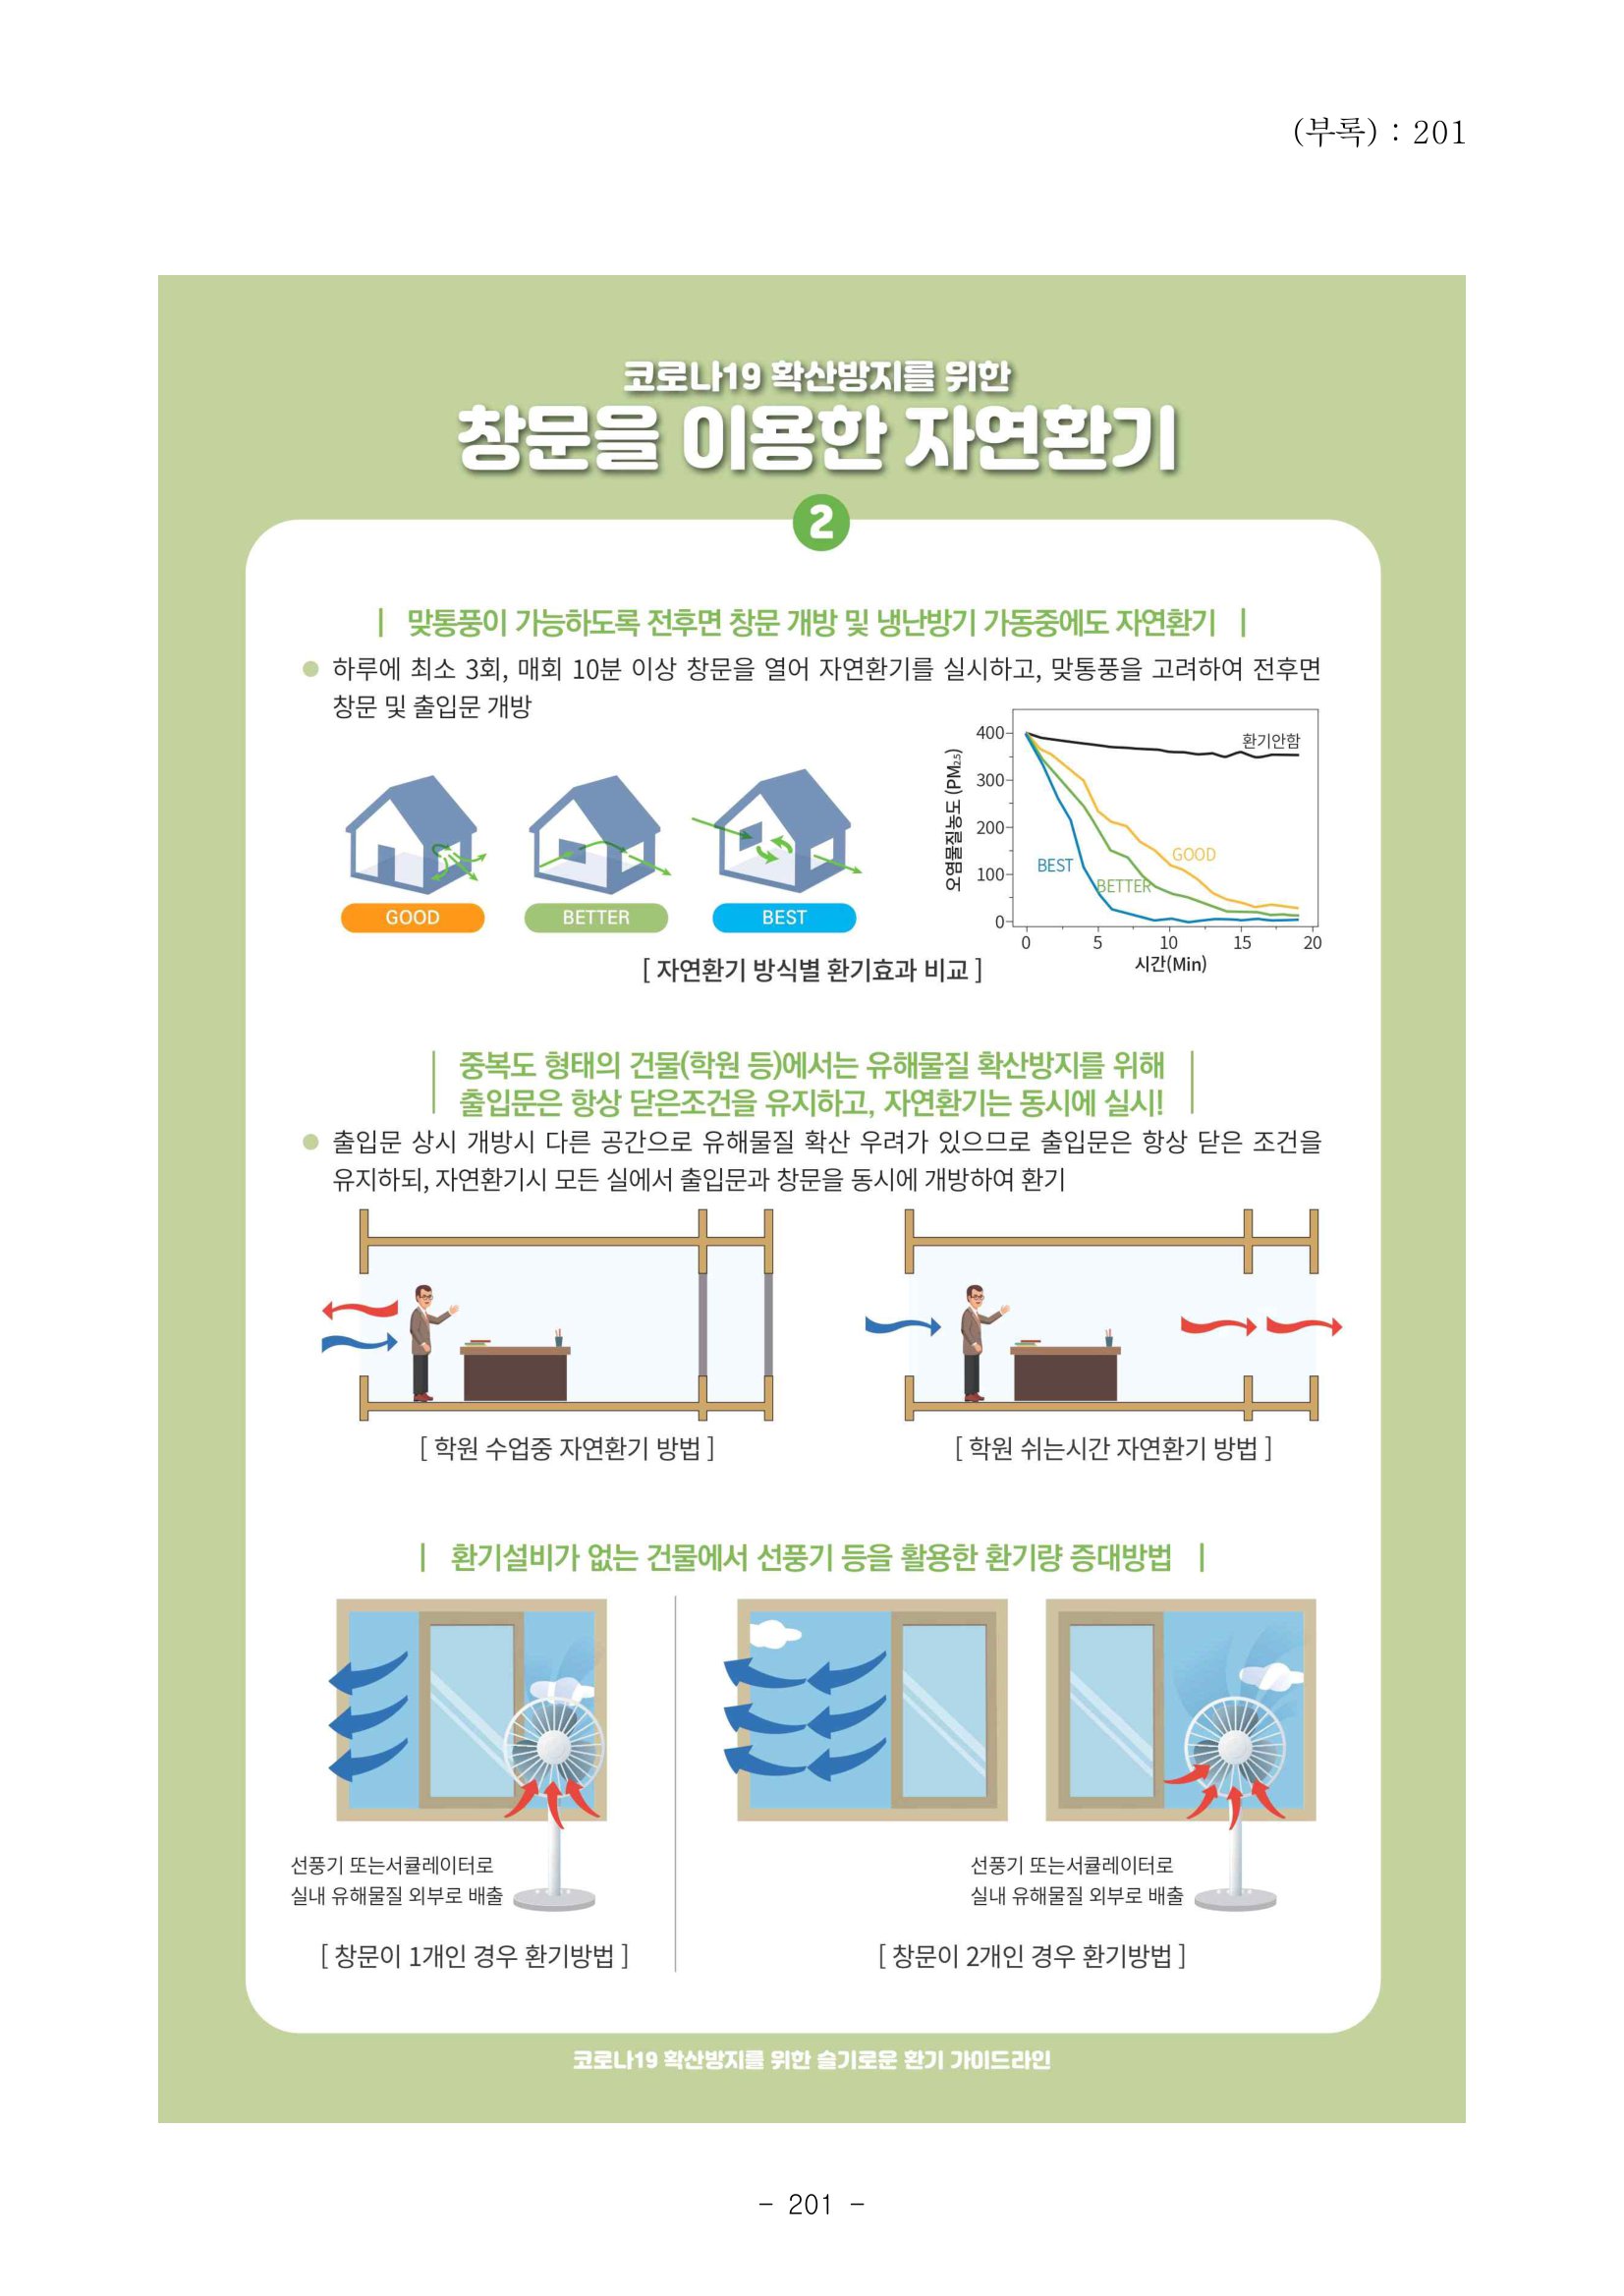 (부록) : 201
코로나19 확산방지를 위한
창문을 이용한 자연환기
2
맞통풍이 가능하도록 전후면 창문 개방 및 냉난방기 가동중에도 자연환기
하루에 최소 3회, 매회 10분 이상 창문을 열어 자연환기를 실시하고, 맞통풍을 고려하여 전후면
창문 및 출입문 개방
GOOD
BETTER
BEST
오염물질농도 (PM2.5)
400
300
200
100
0
환기안함
GOOD
BEST
BETTER
0 5 10 15 20
시간(Min)
[ 자연환기 방식별 환기효과 비교 ]
중복도 형태의 건물(학원 등)에서는 유해물질 확산방지를 위해
출입문은 항상 닫은조건을 유지하고, 자연환기는 동시에 실시!
출입문 상시 개방시 다른 공간으로 유해물질 확산 우려가 있으므로 출입문은 항상 닫은 조건을
유지하되, 자연환기시 모든 실에서 출입문과 창문을 동시에 개방하여 환기
[ 학원 수업중 자연환기 방법 ]
[ 학원 쉬는시간 자연환기 방법 ]
환기설비가 없는 건물에서 선풍기 등을 활용한 환기량 증대방법
선풍기 또는서큘레이터로
실내 유해물질 외부로 배출
[ 창문이 1개인 경우 환기방법 ]
선풍기 또는서큘레이터로
실내 유해물질 외부로 배출
[ 창문이 2개인 경우 환기방법 ]
코로나19 확산방지를 위한 슬기로운 환기 가이드라인
- 201 -